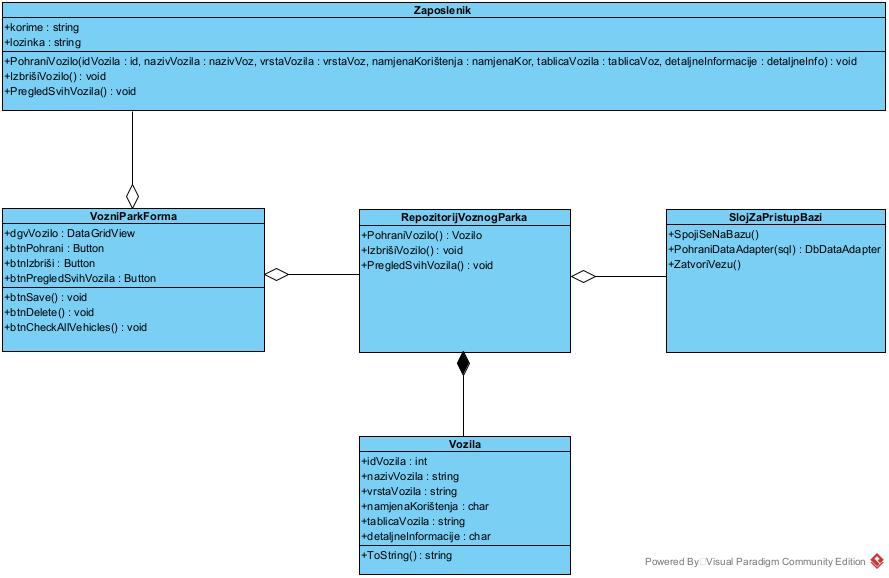 Zaposlenik
+korime : string
+lozinka : string
+PohraniVozilo(idVozila : id, nazivVozila : nazivVoz, vrstaVozila : vrstaVoz, namjenaKorištenja : namjenaKor, tablicaVozila : tablicaVoz, detaljneInformacije : detaljneInfo) : void
+IzbrišiVozilo() : void
+PregledSvihVozila() : void
VozniParkForma
+dgvVozilo : DataGridView
+btnPohrani : Button
+btnIzbriši : Button
+btnPregledSvihVozila : Button
+btnSave() : void
+btnDelete() : void
+btnCheckAllVehicles() : void
RepozitorijVoznogParka
+PohraniVozilo() : Vozilo
+IzbrišiVozilo() : void
+PregledSvihVozila() : void
SlojZaPristupBazi
+SpojiSeNaBazu()
+PohraniDataAdapter(sql) : DbDataAdapter
+ZatvoriVezu()
Vozila
+idVozila : int
+nazivVozila : string
+vrstaVozila : string
+namjenaKorištenja : char
+tablicaVozila : string
+detaljneInformacije : char
+ToString() : string
Powered By Visual Paradigm Community Edition